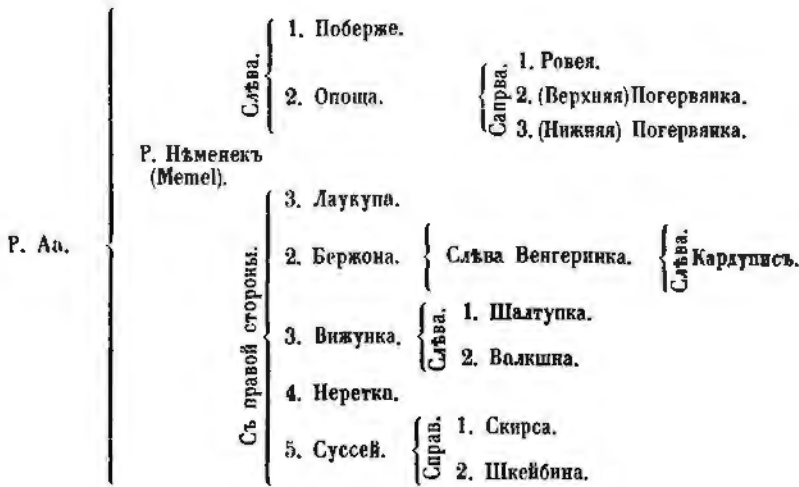 Р. Аа.
Р. Нѣменекъ
(Memel).
Слѣва.
1. Поберже.
2. Опоща.
Сапрва.
1. Ровея.
2. (Верхняя) Погервянка.
3. (Нижняя) Погервянка.
Съ правой стороны.
3. Лаукупа.
2. Бержона.
Слѣва Венгеринка.
Слѣва.
Кардуписъ.
3. Вижунка.
Слѣва.
1. Шалтупка.
2. Валкшна.
4. Неретка.
5. Суссей.
Справ.
1. Скирса.
2. Шкейбина.